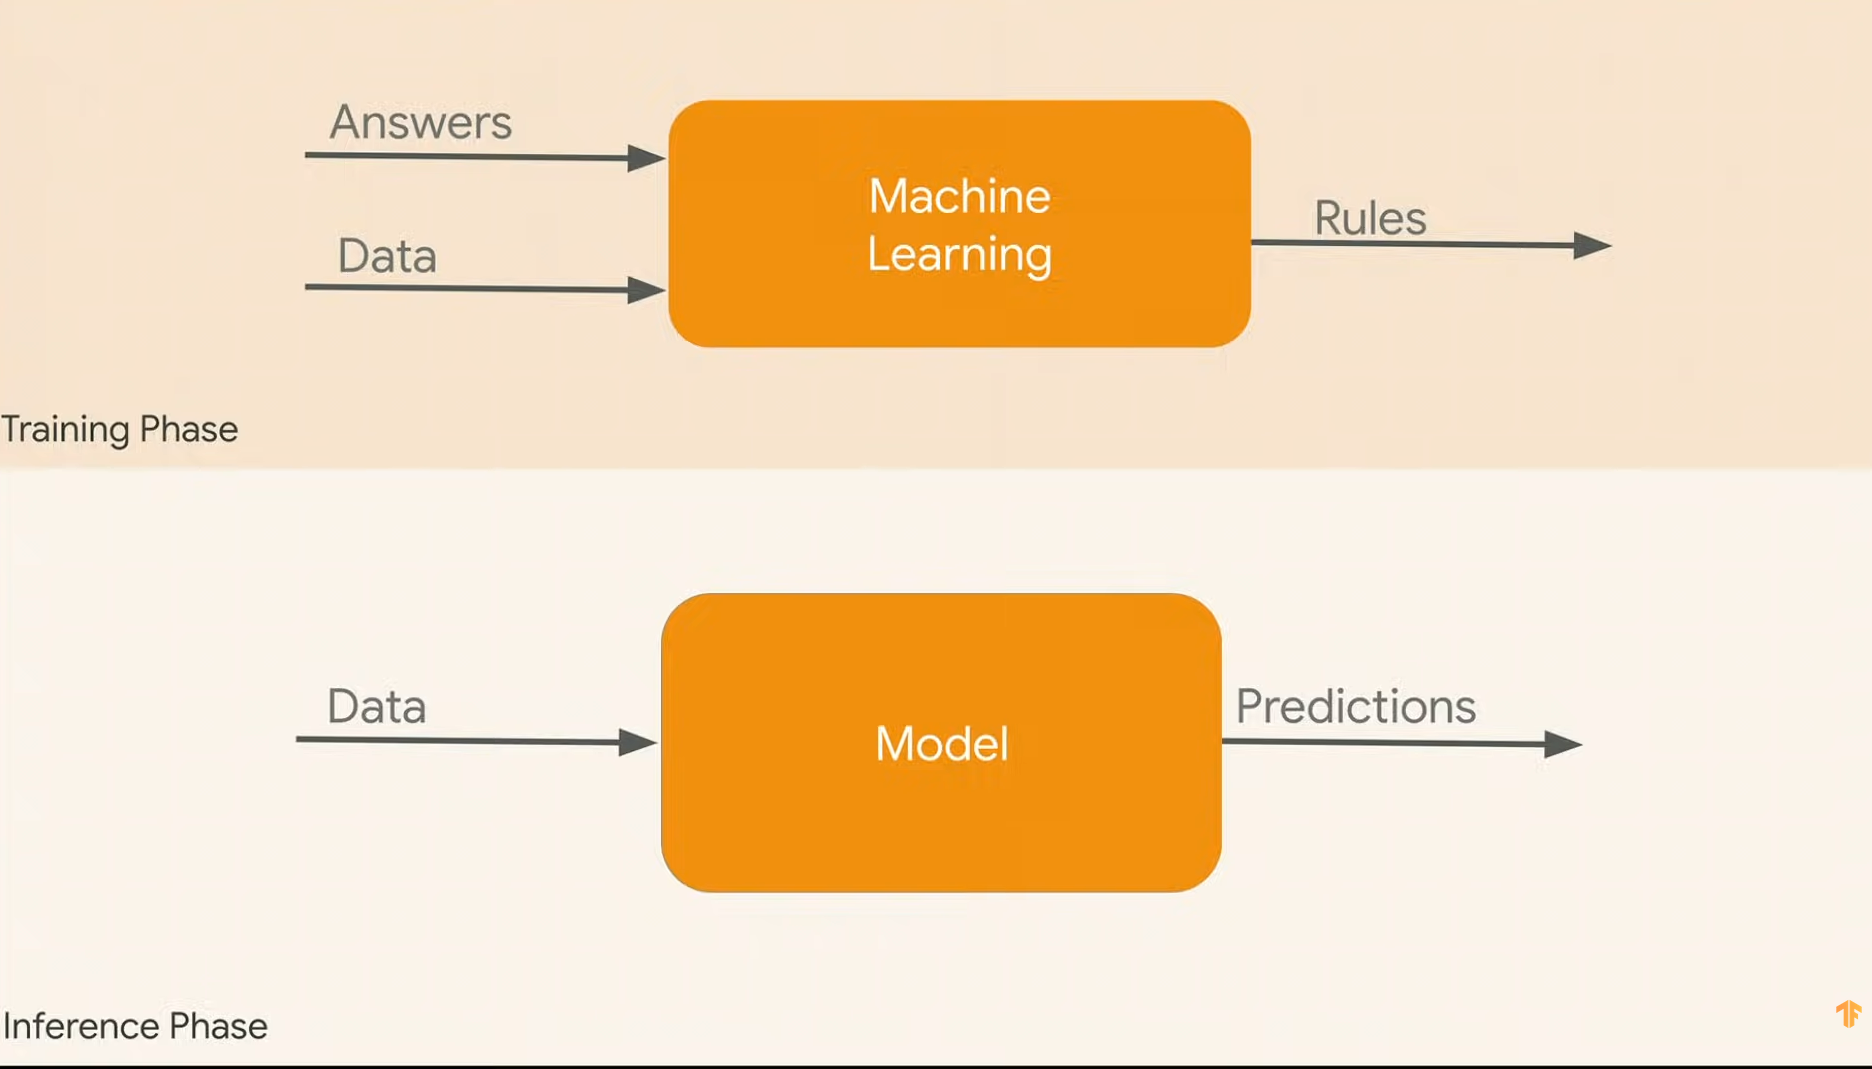 Answers
Data
Machine
Learning
Rules
Training Phase
Data
Model
Predictions
Inference Phase